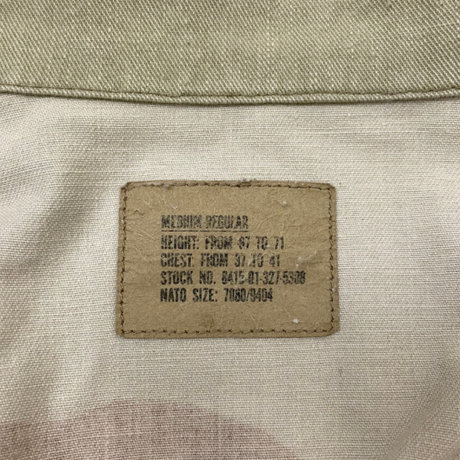 MEDIUM REGULAR
HEIGHT: FROM 67 TO 71
CHEST: FROM 37 TO 41
STOCK NO. 8415-01-327-5308
NATO SIZE: 7080/9404